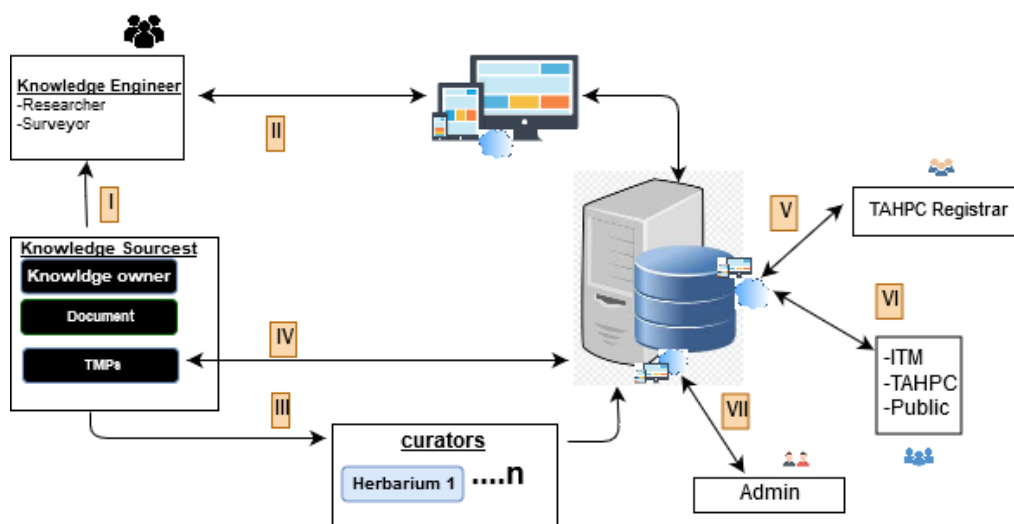 Knowledge Engineer
-Researcher
-Surveyor
II
I
V
TAHPC Registrar
Knowledge Sourcest
Knowldge owner
Document
TMPs
IV
VI
-ITM
-TAHPC
-Public
III
VII
curators
Herbarium 1 ....n
Admin